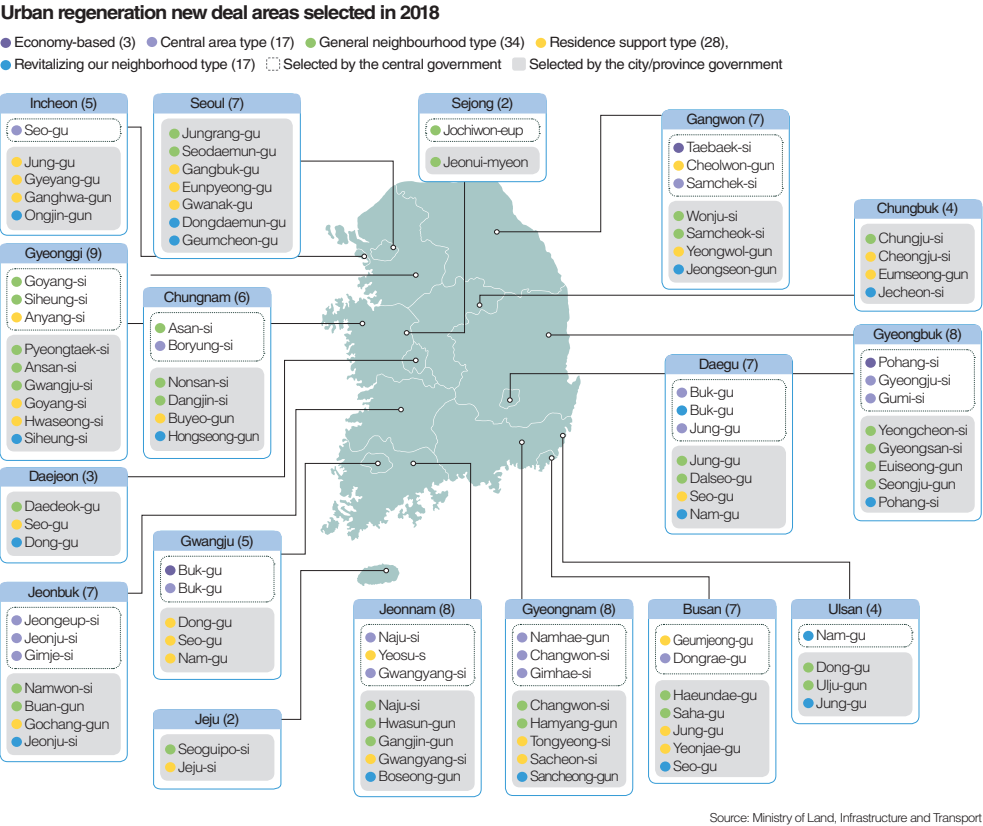 Urban regeneration new deal areas selected in 2018
Economy-based (3) Central area type (17) General neighbourhood type (34) Residence support type (28),
Revitalizing our neighborhood type (17) Selected by the central government Selected by the city/province government
Incheon (5)
Seo-gu
Jung-gu
Gyeyang-gu
Ganghwa-gun
Ongjin-gun
Seoul (7)
Jungrang-gu
Seodaemun-gu
Gangbuk-gu
Eunpyeong-gu
Gwanak-gu
Dongdaemun-gu
Geumcheon-gu
Sejong (2)
Jochiwon-eup
Jeonui-myeon
Gangwon (7)
Taebaek-si
Cheolwon-gun
Samchek-si
Wonju-si
Samcheok-si
Yeongwol-gun
Jeongseon-gun
Chungbuk (4)
Chungju-si
Cheongju-si
Eumseong-gun
Jecheon-si
Gyeonggi (9)
Goyang-si
Siheung-si
Anyang-si
Pyeongtaek-si
Ansan-si
Gwangju-si
Goyang-si
Hwaseong-si
Siheung-si
Chungnam (6)
Asan-si
Boryung-si
Nonsan-si
Dangjin-si
Buyeo-gun
Hongseong-gun
Gyeongbuk (8)
Pohang-si
Gyeongju-si
Gumi-si
Yeongcheon-si
Gyeongsan-si
Euiseong-gun
Seongju-gun
Pohang-si
Daegu (7)
Buk-gu
Buk-gu
Jung-gu
Jung-gu
Dalseo-gu
Seo-gu
Nam-gu
Daejeon (3)
Daedeok-gu
Seo-gu
Dong-gu
Gwangju (5)
Buk-gu
Buk-gu
Dong-gu
Seo-gu
Nam-gu
Jeonbuk (7)
Jeongeup-si
Jeonju-si
Gimje-si
Namwon-si
Buan-gun
Gochang-gun
Jeonju-si
Jeju (2)
Seoguipo-si
Jeju-si
Jeonnam (8)
Naju-si
Yeosu-s
Gwangyang-si
Naju-si
Hwasun-gun
Gangjin-gun
Gwangyang-si
Boseong-gun
Gyeongnam (8)
Namhae-gun
Changwon-si
Gimhae-si
Changwon-si
Hamyang-gun
Tongyeong-si
Sacheon-si
Sancheong-gun
Busan (7)
Geumjeong-gu
Dongrae-gu
Haeundae-gu
Saha-gu
Jung-gu
Yeonjae-gu
Seo-gu
Ulsan (4)
Nam-gu
Dong-gu
Ulju-gun
Jung-gu
Source: Ministry of Land, Infrastructure and Transport